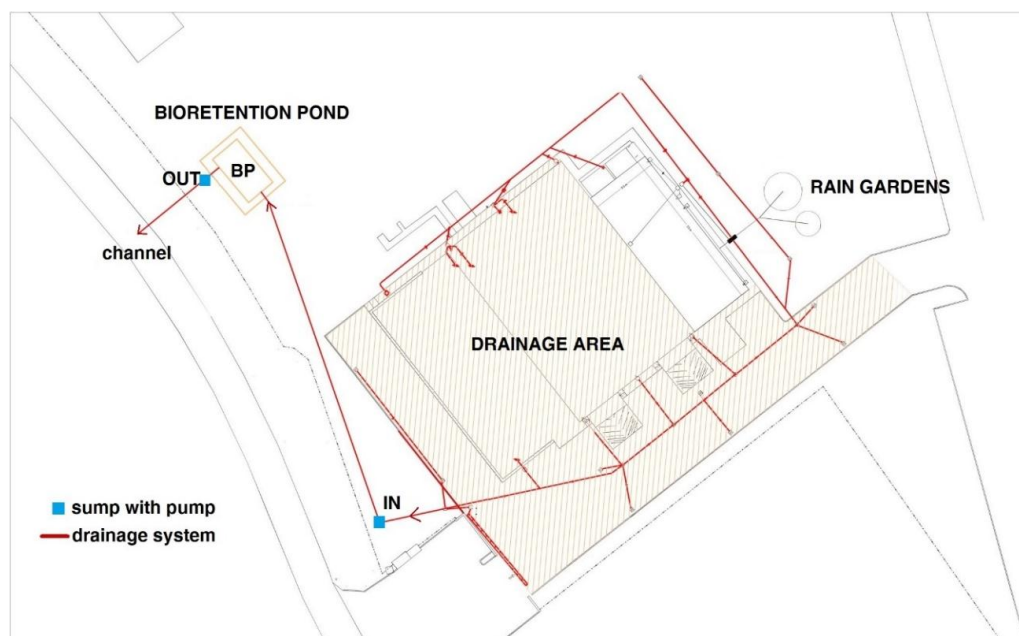 BIORETENTION POND
BP
OUT
channel
RAIN GARDENS
DRAINAGE AREA
IN
sump with pump
drainage system